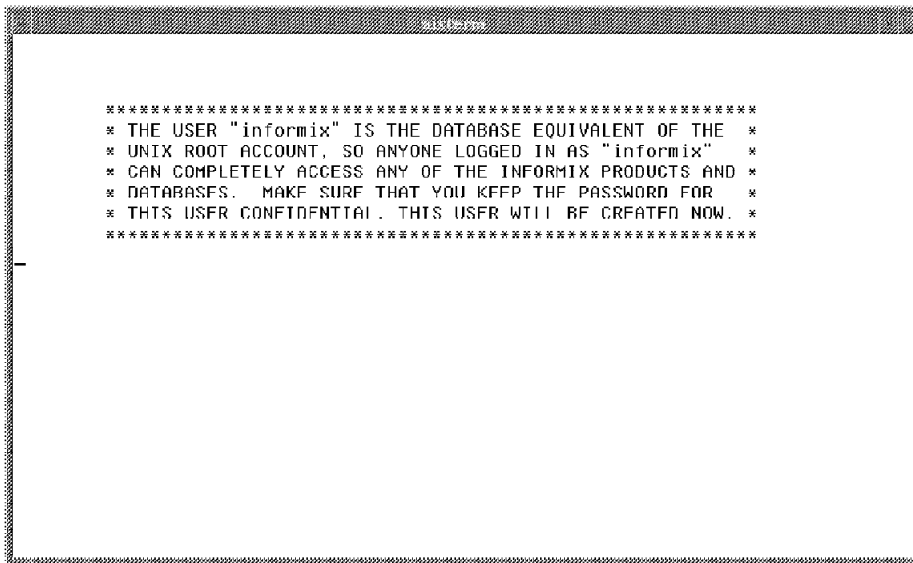 aixterm
************************************************************
* THE USER "informix" IS THE DATABASE EQUIVALENT OF THE  *
* UNIX ROOT ACCOUNT, SO ANYONE LOGGED IN AS "informix"   *
* CAN COMPLETELY ACCESS ANY OF THE INFORMIX PRODUCTS AND *
* DATABASES.  MAKE SURE THAT YOU KEEP THE PASSWORD FOR   *
* THIS USER CONFIDENTIAL. THIS USER WILL BE CREATED NOW. *
************************************************************